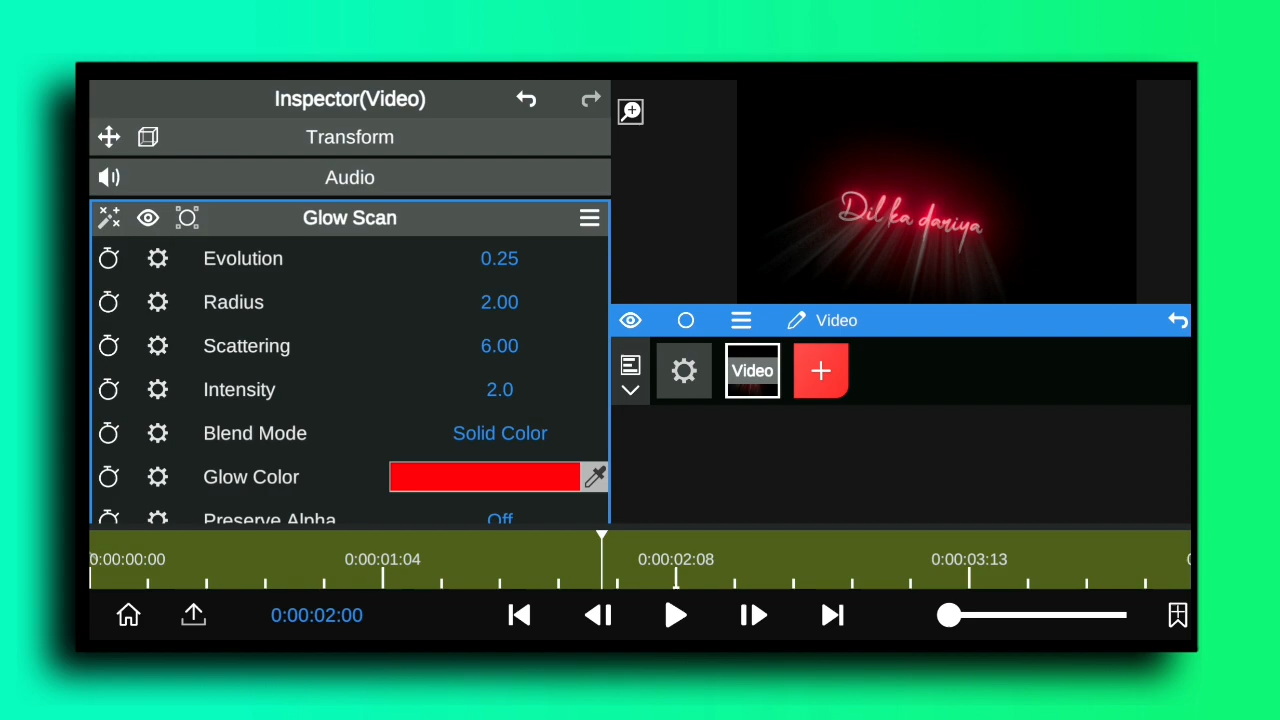 Inspector(Video)
Transform
Audio
Glow Scan
Evolution 0.25
Radius 2.00
Scattering 6.00
Intensity 2.0
Blend Mode Solid Color
Glow Color
Preserve Alpha Off
Dil ka dariya
Video
Video
0:00:00:00 0:00:01:04 0:00:02:08 0:00:03:13
0:00:02:00